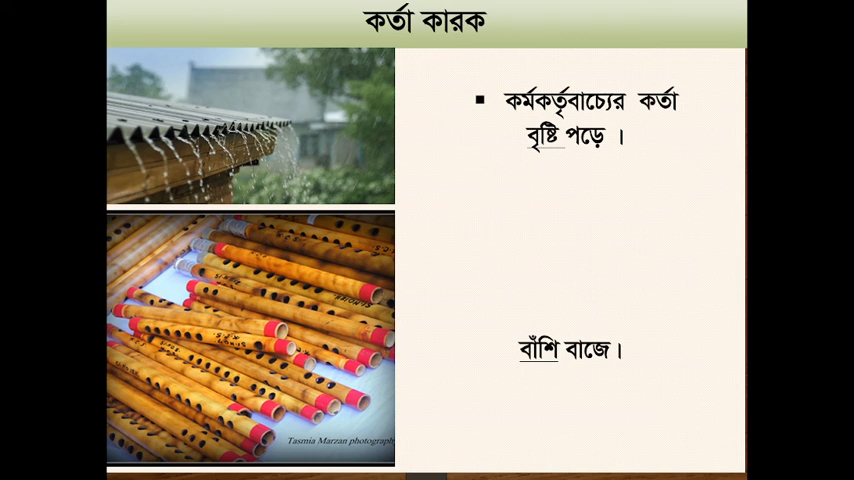 কর্তা কারক
▪ কর্মকর্তৃবাচ্যের কর্তা
বৃষ্টি পড়ে ।
বাঁশি বাজে।
Tasmia Marzan photography